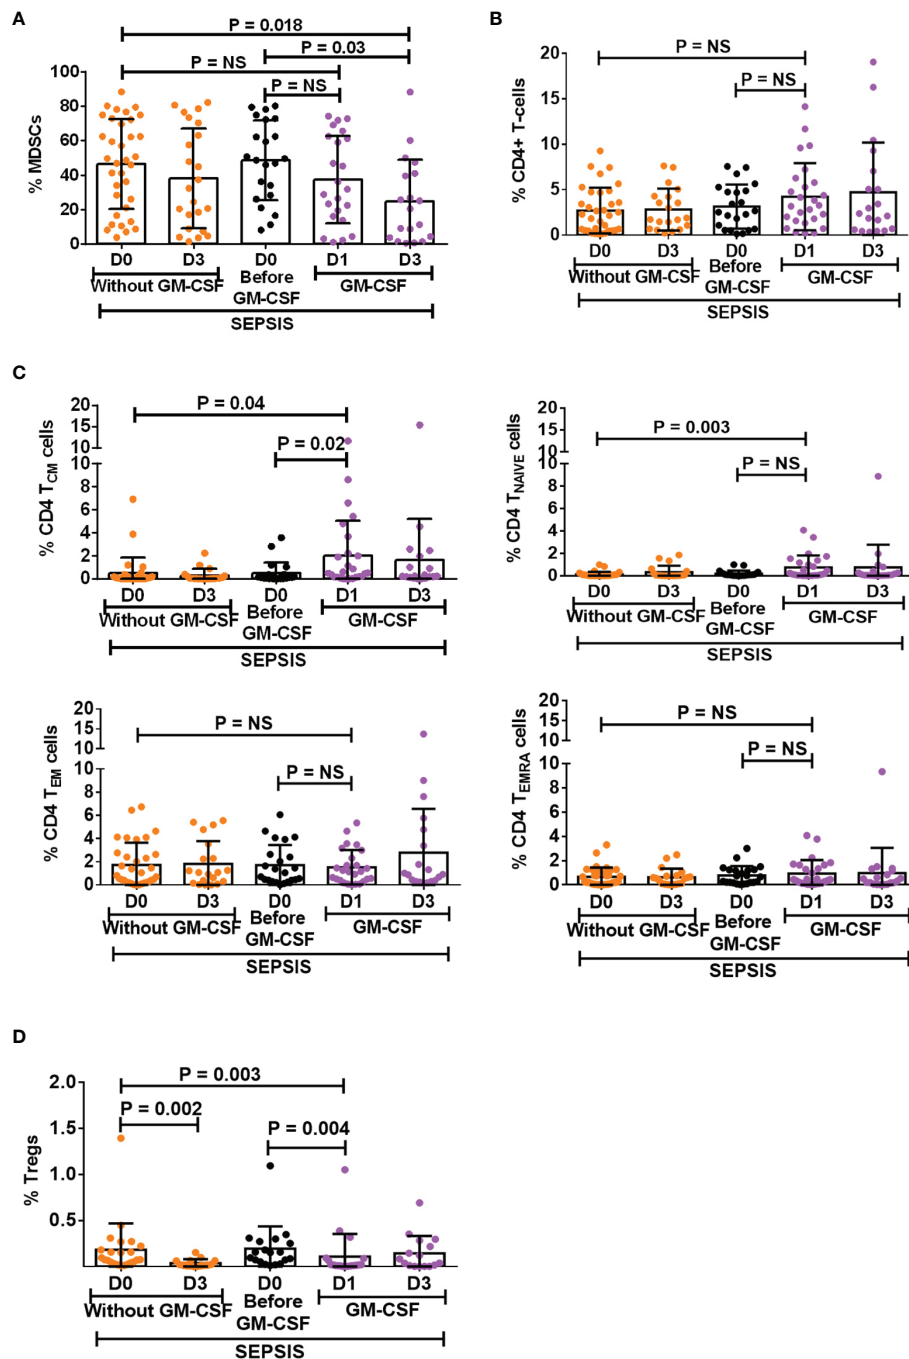 A
P = 0.018
P = 0.03
P = NS
P = NS
% MDSCs
100
80
60
40
20
0
D0 D3 D0 D1 D3
Without GM-CSF
Before
GM-CSF
GM-CSF
SEPSIS
B
% CD4+ T-cells
20
15
10
5
0
P = NS
P = NS
D0 D3 D0 D1 D3
Without GM-CSF
Before
GM-CSF
GM-CSF
SEPSIS
C
% CD4 TCM cells
20
15
10
10
8
6
4
2
0
P = 0.04
P = 0.02
D0 D3 D0 D1 D3
Without GM-CSF
Before
GM-CSF
GM-CSF
SEPSIS
% CD4 TNAIVE cells
20
15
10
10
8
6
4
2
0
P = 0.003
P = NS
D0 D3 D0 D1 D3
Without GM-CSF
Before
GM-CSF
GM-CSF
SEPSIS
% CD4 TEM cells
20
15
10
10
8
6
4
2
0
P = NS
P = NS
D0 D3 D0 D1 D3
Without GM-CSF
Before
GM-CSF
GM-CSF
SEPSIS
% CD4 TEMRA cells
20
15
10
10
8
6
4
2
0
P = NS
P = NS
D0 D3 D0 D1 D3
Without GM-CSF
Before
GM-CSF
GM-CSF
SEPSIS
D
% Tregs
2.0
1.5
1.0
0.5
P = 0.003
P = 0.002
P = 0.004
D0 D3 D0 D1 D3
Without GM-CSF
Before
GM-CSF
GM-CSF
SEPSIS